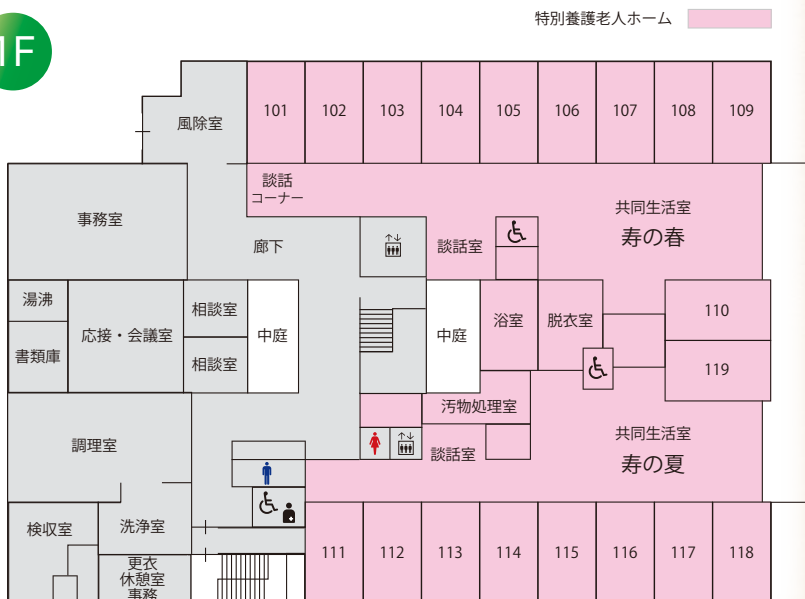 特別養護老人ホーム
1F
風除室
101
102
103
104
105
106
107
108
109
談話
コーナー
共同生活室
寿の春
事務室
廊下
談話室
湯沸
応接・会議室
相談室
中庭
中庭
浴室
脱衣室
110
書類庫
相談室
119
汚物処理室
調理室
談話室
共同生活室
寿の夏
検収室
洗浄室
更衣
休憩室
事務
111
112
113
114
115
116
117
118